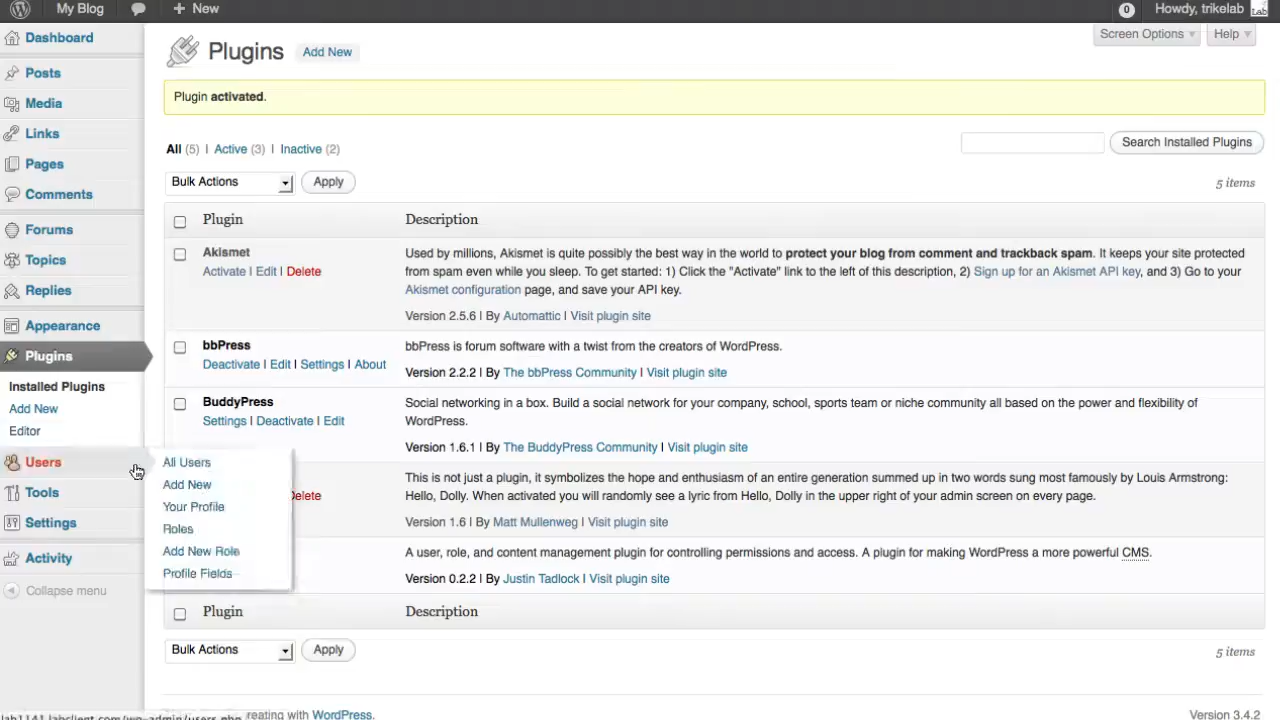 My Blog
New
0
Howdy, trikelab
Lab
Dashboard
Posts
Media
Links
Pages
Comments
Forums
Topics
Replies
Appearance
Plugins
Installed Plugins
Add New
Editor
Users
Tools
Settings
Activity
Collapse menu
All Users
Add New
Your Profile
Roles
Add New Role
Profile Fields
Plugins Add New
Screen Options
Help
Plugin activated.
All (5) | Active (3) | Inactive (2)
Search Installed Plugins
Bulk Actions
Apply
5 items
Plugin Description
Akismet
Activate | Edit | Delete
Used by millions, Akismet is quite possibly the best way in the world to protect your blog from comment and trackback spam. It keeps your site protected
from spam even while you sleep. To get started: 1) Click the "Activate" link to the left of this description, 2) Sign up for an Akismet API key, and 3) Go to your
Akismet configuration page, and save your API key.
Version 2.5.6 | By Automattic | Visit plugin site
bbPress
Deactivate | Edit | Settings | About
bbPress is forum software with a twist from the creators of WordPress.
Version 2.2.2 | By The bbPress Community | Visit plugin site
BuddyPress
Settings | Deactivate | Edit
Social networking in a box. Build a social network for your company, school, sports team or niche community all based on the power and flexibility of
WordPress.
Version 1.6.1 | By The BuddyPress Community | Visit plugin site
Delete
This is not just a plugin, it symbolizes the hope and enthusiasm of an entire generation summed up in two words sung most famously by Louis Armstrong:
Hello, Dolly. When activated you will randomly see a lyric from Hello, Dolly in the upper right of your admin screen on every page.
Version 1.6 | By Matt Mullenweg | Visit plugin site
A user, role, and content management plugin for controlling permissions and access. A plugin for making WordPress a more powerful CMS.
Version 0.2.2 | By Justin Tadlock | Visit plugin site
Plugin Description
Bulk Actions
Apply
5 items
reating with WordPress.
Version 3.4.2